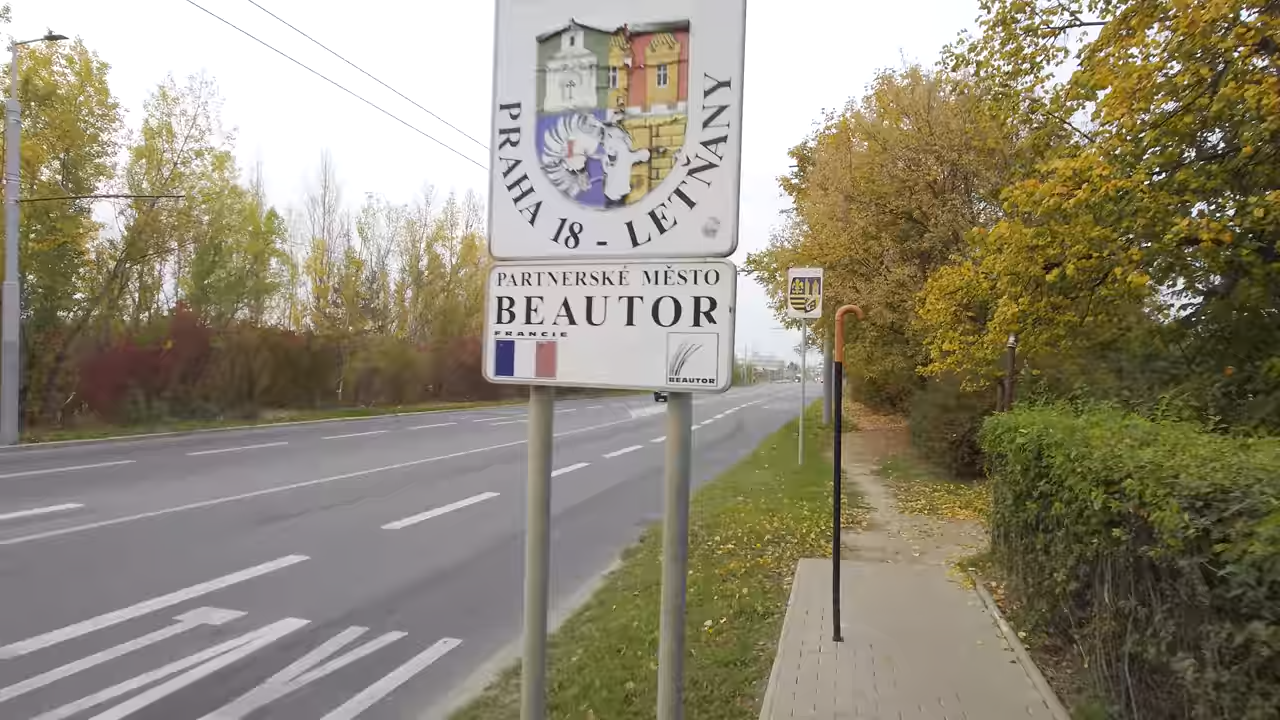 PRAHA 18 - LETŇANY
PARTNERSKÉ MĚSTO
BEAUTOR
FRANCIE
BEAUTOR